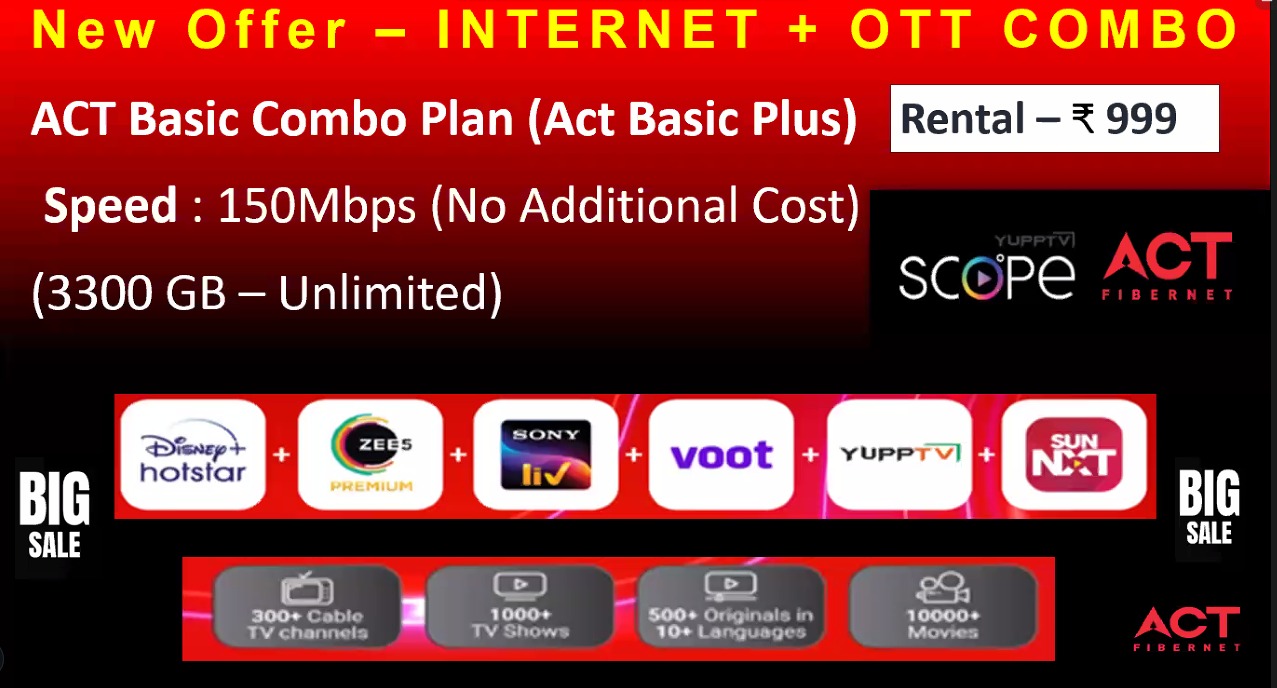 New Offer – INTERNET + OTT COMBO
ACT Basic Combo Plan (Act Basic Plus)
Rental – ₹ 999
Speed : 150Mbps (No Additional Cost)
(3300 GB – Unlimited)
YUPPTV
SCOPE
ACT
FIBERNET
Disney+
hotstar
+
ZEE5
PREMIUM
+
SONY
liv
+
voot
+
YUPPTV
+
SUN
NXT
BIG
SALE
BIG
SALE
300+ Cable
TV channels
1000+
TV Shows
500+ Originals in
10+ Languages
10000+
Movies
ACT
FIBERNET